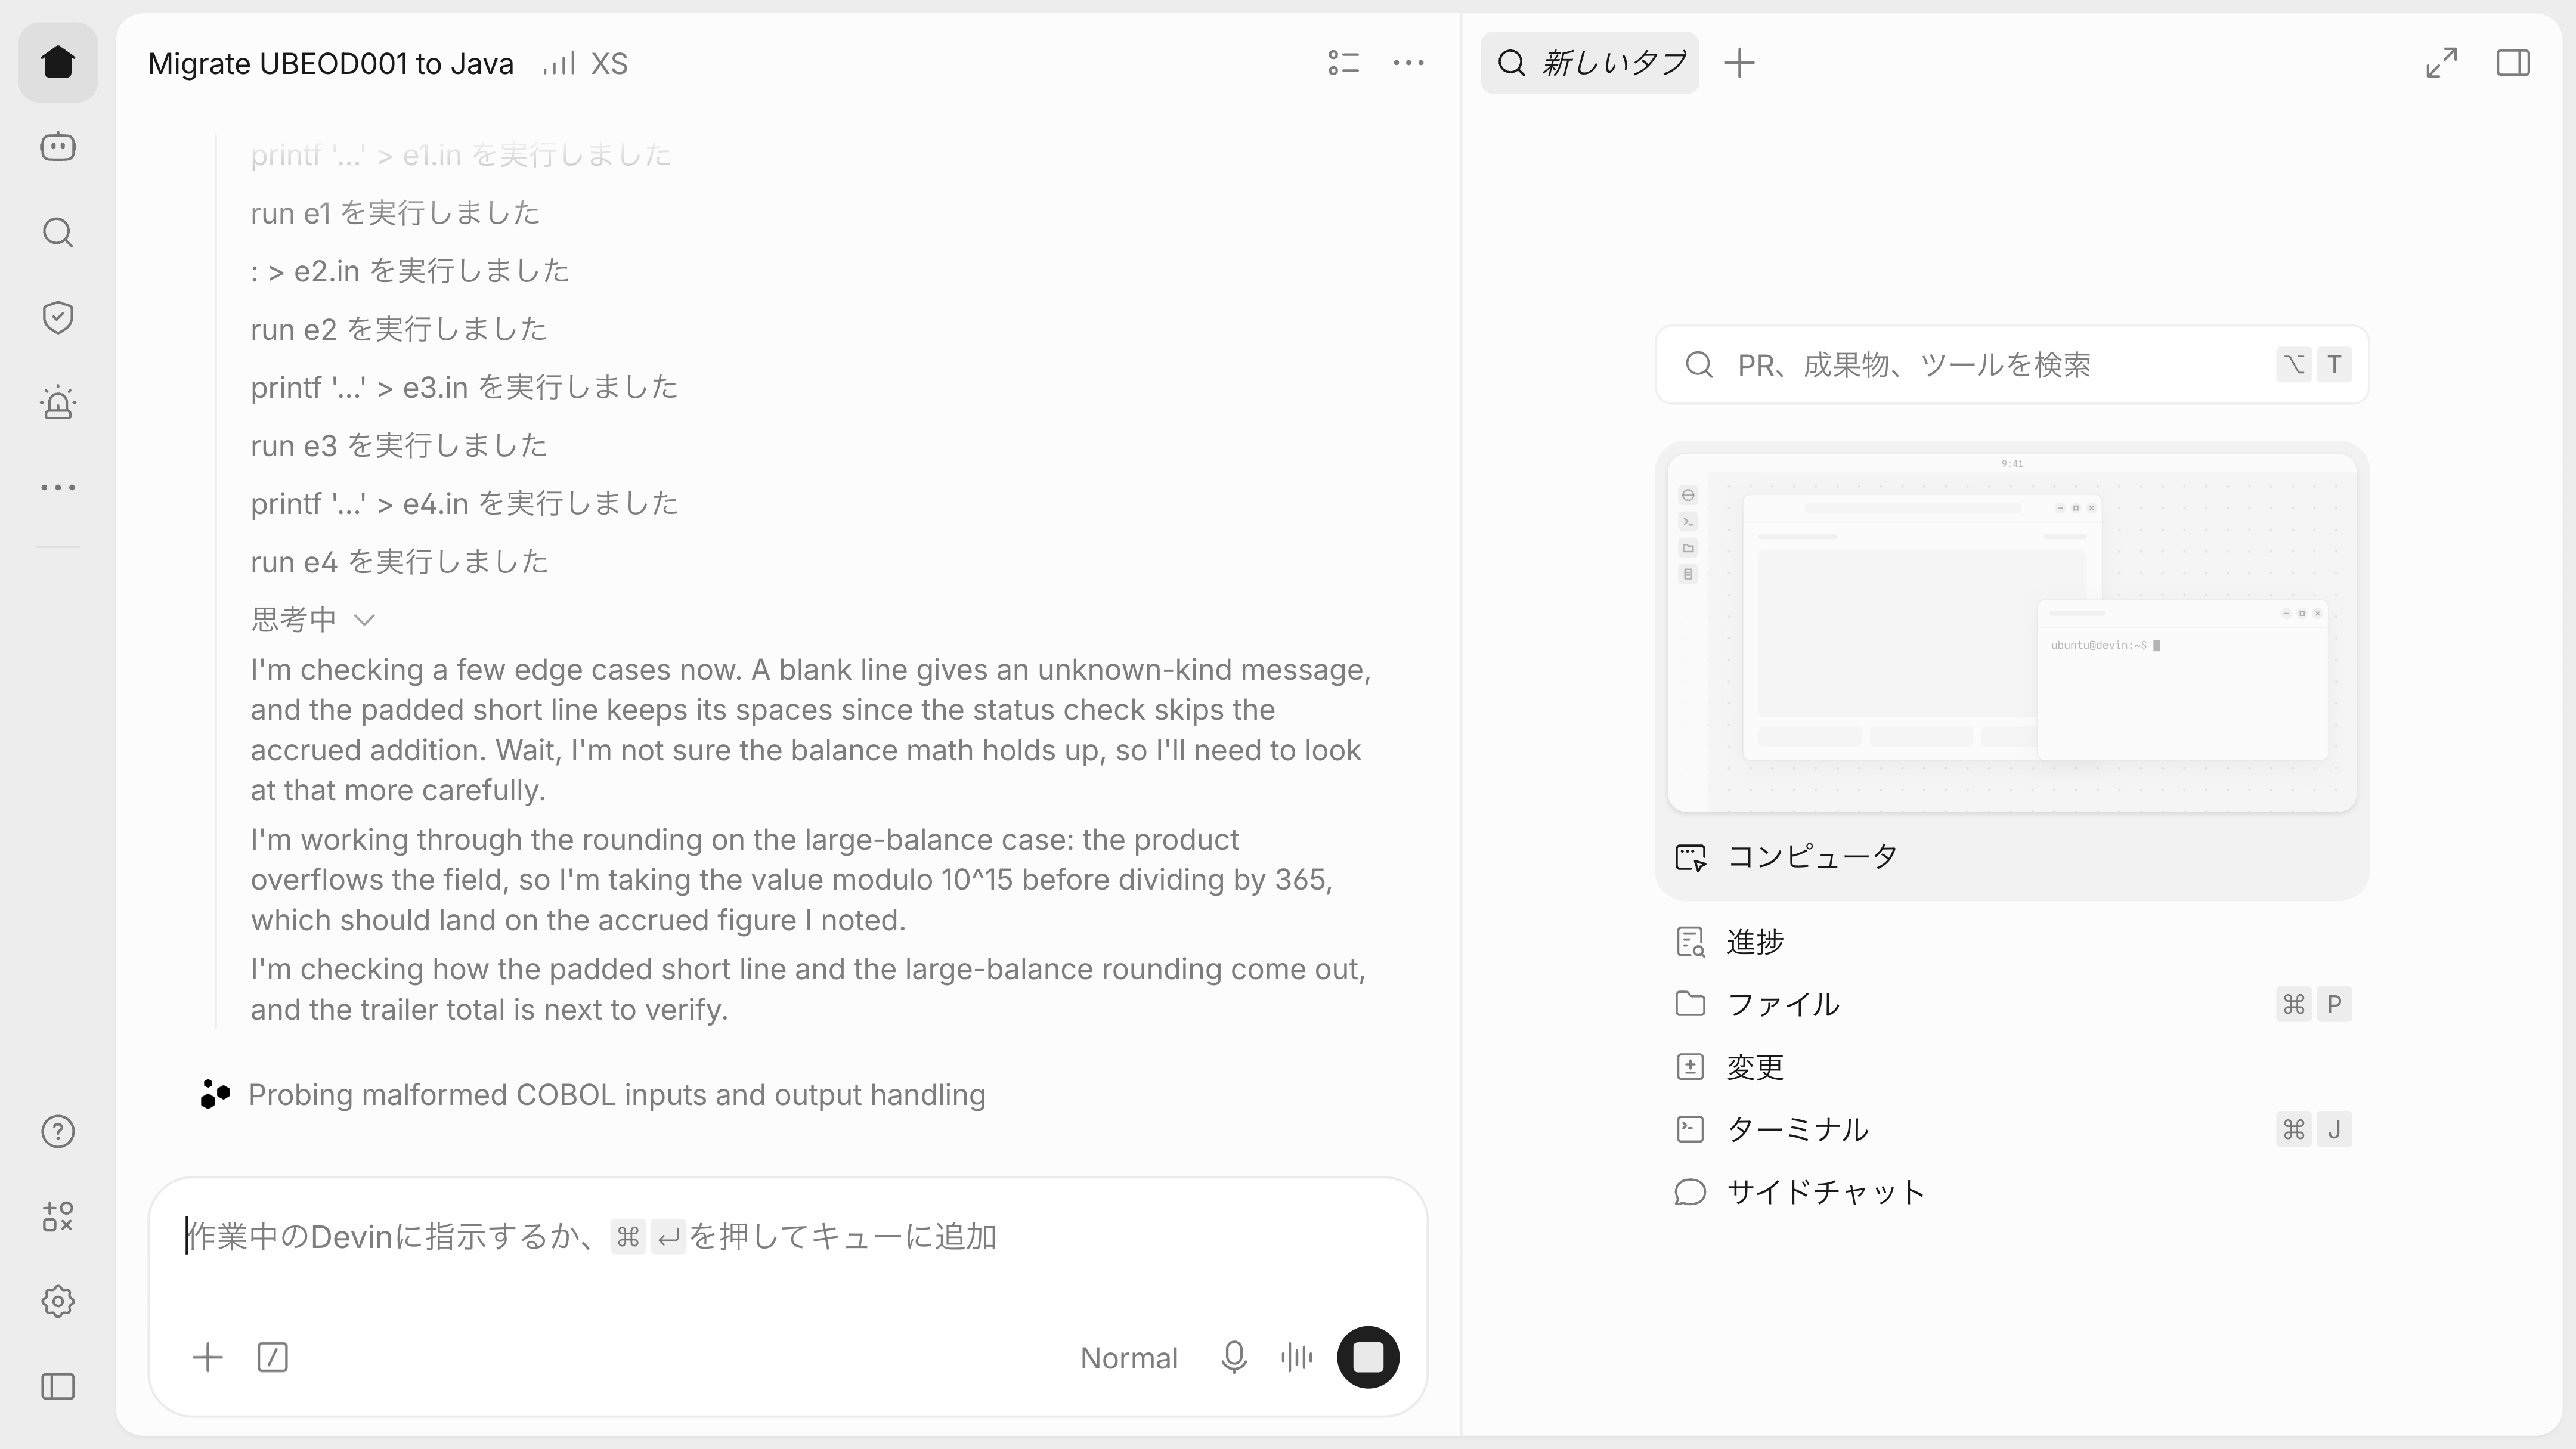 Migrate UBEOD001 to Java
XS
printf '...' > e1.in を実行しました
run e1 を実行しました
: > e2.in を実行しました
run e2 を実行しました
printf '...' > e3.in を実行しました
run e3 を実行しました
printf '...' > e4.in を実行しました
run e4 を実行しました
思考中
I'm checking a few edge cases now. A blank line gives an unknown-kind message,
and the padded short line keeps its spaces since the status check skips the
accrued addition. Wait, I'm not sure the balance math holds up, so I'll need to look
at that more carefully.
I'm working through the rounding on the large-balance case: the product
overflows the field, so I'm taking the value modulo 10^15 before dividing by 365,
which should land on the accrued figure I noted.
I'm checking how the padded short line and the large-balance rounding come out,
and the trailer total is next to verify.
Probing malformed COBOL inputs and output handling
作業中のDevinに指示するか、⌘ ↵ を押してキューに追加
Normal
新しいタブ
PR、成果物、ツールを検索
⌥ T
9:41
ubuntu@devin:~$
コンピュータ
進捗
ファイル
⌘ P
変更
ターミナル
⌘ J
サイドチャット